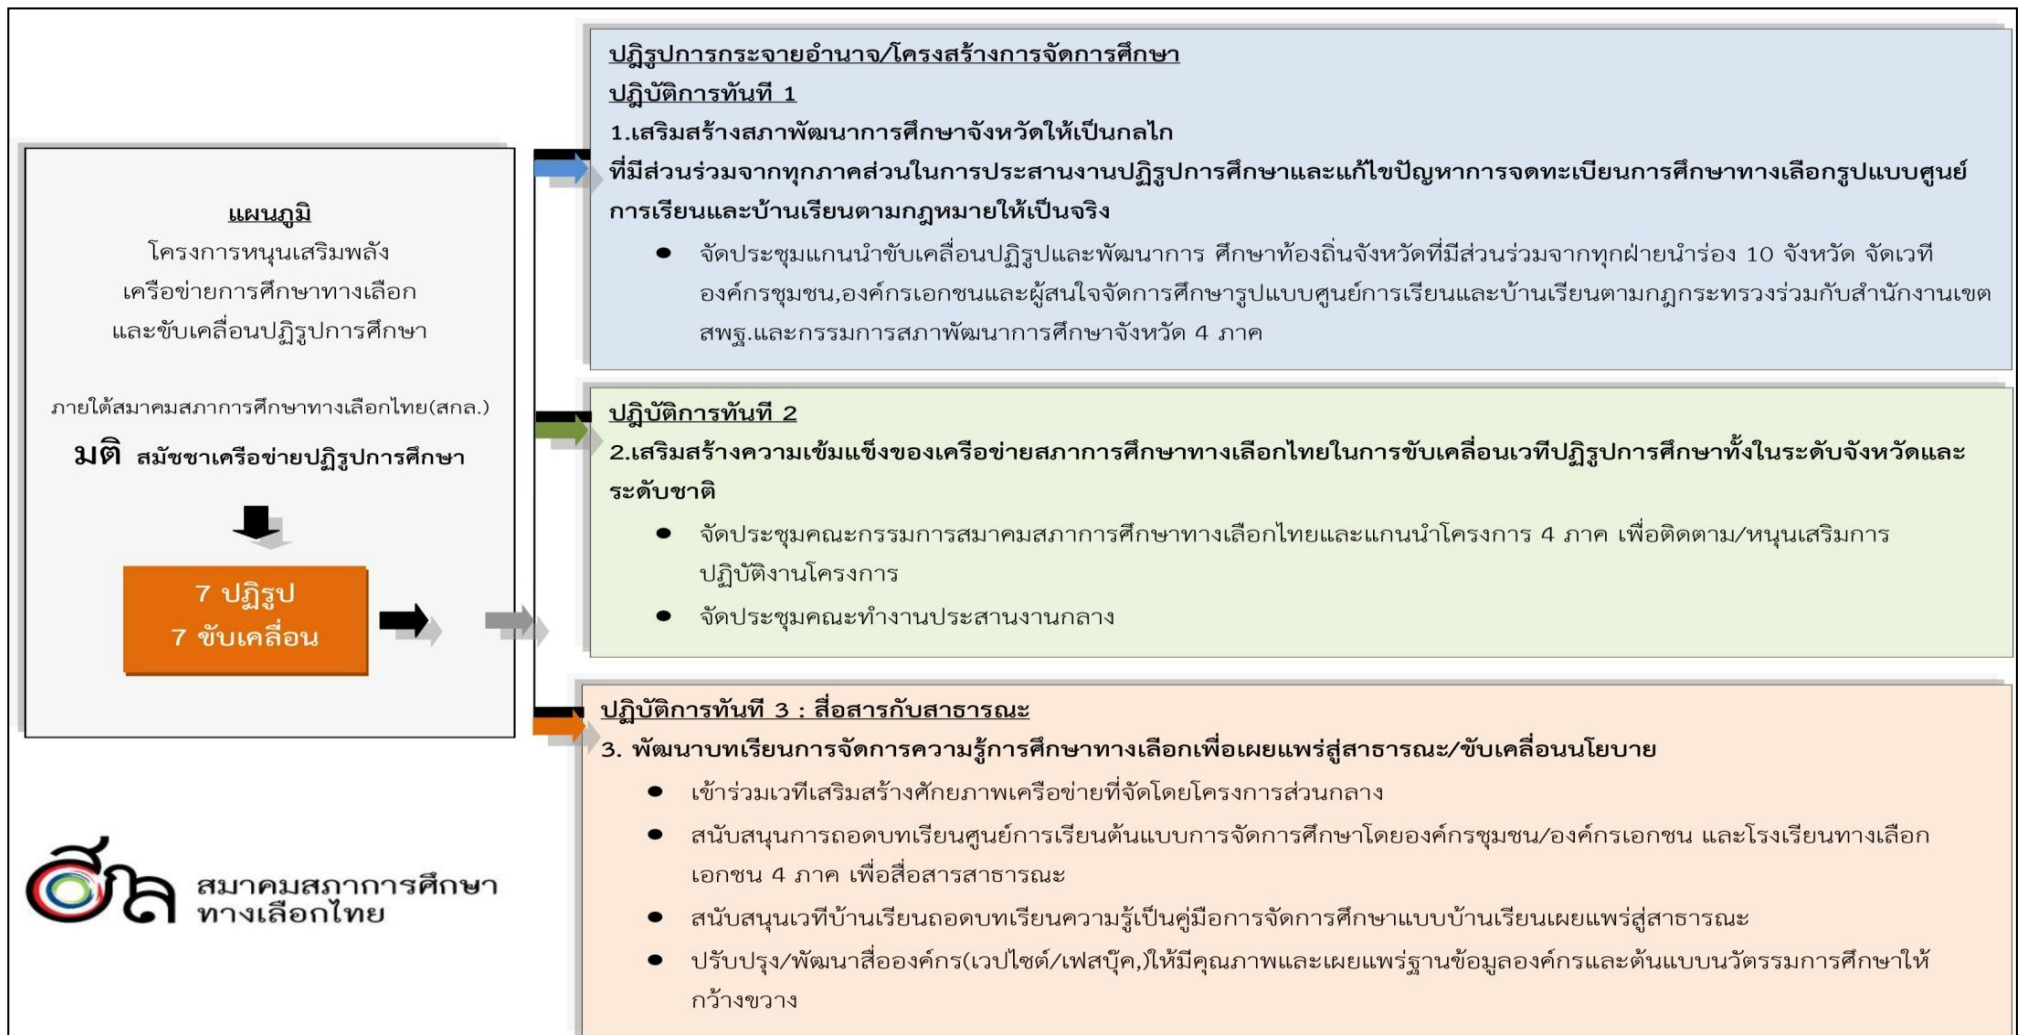 แผนภูมิ
โครงการหนุนเสริมพลัง
เครือข่ายการศึกษาทางเลือก
และขับเคลื่อนปฏิรูปการศึกษา
ภายใต้สมาคมสภาการศึกษาทางเลือกไทย(สกล.)
มติ สมัชชาเครือข่ายปฏิรูปการศึกษา
7 ปฏิรูป
7 ขับเคลื่อน
สกล
สมาคมสภาการศึกษา
ทางเลือกไทย
ปฎิรูปการกระจายอำนาจ/โครงสร้างการจัดการศึกษา
ปฎิบัติการทันที 1
1.เสริมสร้างสภาพัฒนาการศึกษาจังหวัดให้เป็นกลไก
ที่มีส่วนร่วมจากทุกภาคส่วนในการประสานงานปฏิรูปการศึกษาและแก้ไขปัญหาการจดทะเบียนการศึกษาทางเลือกรูปแบบศูนย์
การเรียนและบ้านเรียนตามกฎหมายให้เป็นจริง
● จัดประชุมแกนนำขับเคลื่อนปฏิรูปและพัฒนาการ ศึกษาท้องถิ่นจังหวัดที่มีส่วนร่วมจากทุกฝ่ายนำร่อง 10 จังหวัด จัดเวที
องค์กรชุมชน,องค์กรเอกชนและผู้สนใจจัดการศึกษารูปแบบศูนย์การเรียนและบ้านเรียนตามกฎกระทรวงร่วมกับสำนักงานเขต
สพฐ.และกรรมการสภาพัฒนาการศึกษาจังหวัด 4 ภาค
ปฏิบัติการทันที 2
2.เสริมสร้างความเข้มแข็งของเครือข่ายสภาการศึกษาทางเลือกไทยในการขับเคลื่อนเวทีปฏิรูปการศึกษาทั้งในระดับจังหวัดและ
ระดับชาติ
● จัดประชุมคณะกรรมการสมาคมสภาการศึกษาทางเลือกไทยและแกนนำโครงการ 4 ภาค เพื่อติดตาม/หนุนเสริมการ
ปฏิบัติงานโครงการ
● จัดประชุมคณะทำงานประสานงานกลาง
ปฏิบัติการทันที 3 : สื่อสารกับสาธารณะ
3. พัฒนาบทเรียนการจัดการความรู้การศึกษาทางเลือกเพื่อเผยแพร่สู่สาธารณะ/ขับเคลื่อนนโยบาย
● เข้าร่วมเวทีเสริมสร้างศักยภาพเครือข่ายที่จัดโดยโครงการส่วนกลาง
● สนับสนุนการถอดบทเรียนศูนย์การเรียนต้นแบบการจัดการศึกษาโดยองค์กรชุมชน/องค์กรเอกชน และโรงเรียนทางเลือก
เอกชน 4 ภาค เพื่อสื่อสารสาธารณะ
● สนับสนุนเวทีบ้านเรียนถอดบทเรียนความรู้เป็นคู่มือการจัดการศึกษาแบบบ้านเรียนเผยแพร่สู่สาธารณะ
● ปรับปรุง/พัฒนาสื่อองค์กร(เวปไซต์/เฟสบุ๊ค,)ให้มีคุณภาพและเผยแพร่ฐานข้อมูลองค์กรและต้นแบบนวัตรรมการศึกษาให้
กว้างขวาง